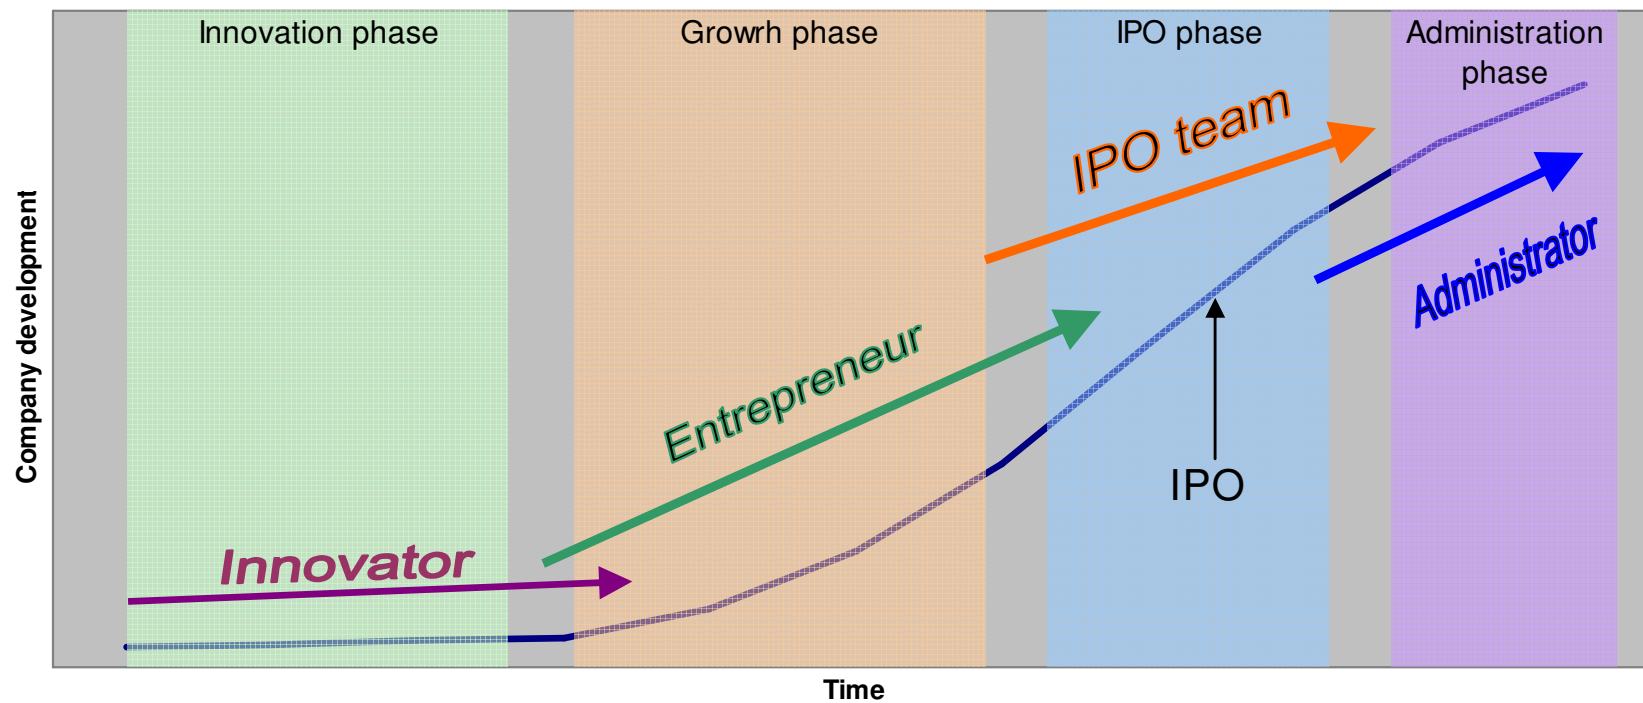 Innovation phase
Growrh phase
IPO phase
Administration
phase
IPO team
Administrator
Entrepreneur
IPO
Innovator
Company development
Time